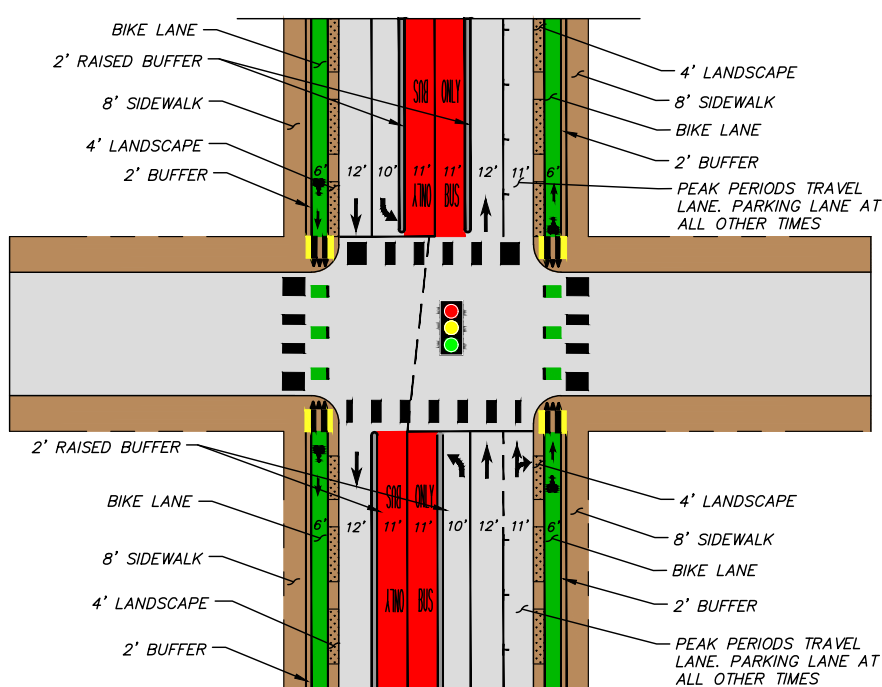 BIKE LANE
2' RAISED BUFFER
8' SIDEWALK
4' LANDSCAPE
2' BUFFER
4' LANDSCAPE
8' SIDEWALK
BIKE LANE
2' BUFFER
PEAK PERIODS TRAVEL
LANE. PARKING LANE AT
ALL OTHER TIMES
BUS ONLY
6' 12' 10' 11' 11' 12' 11' 6'
ONLY BUS
2' RAISED BUFFER
BIKE LANE
8' SIDEWALK
4' LANDSCAPE
2' BUFFER
BUS ONLY
6' 12' 11' 11' 10' 12' 11' 6'
ONLY BUS
4' LANDSCAPE
8' SIDEWALK
BIKE LANE
2' BUFFER
PEAK PERIODS TRAVEL
LANE. PARKING LANE AT
ALL OTHER TIMES